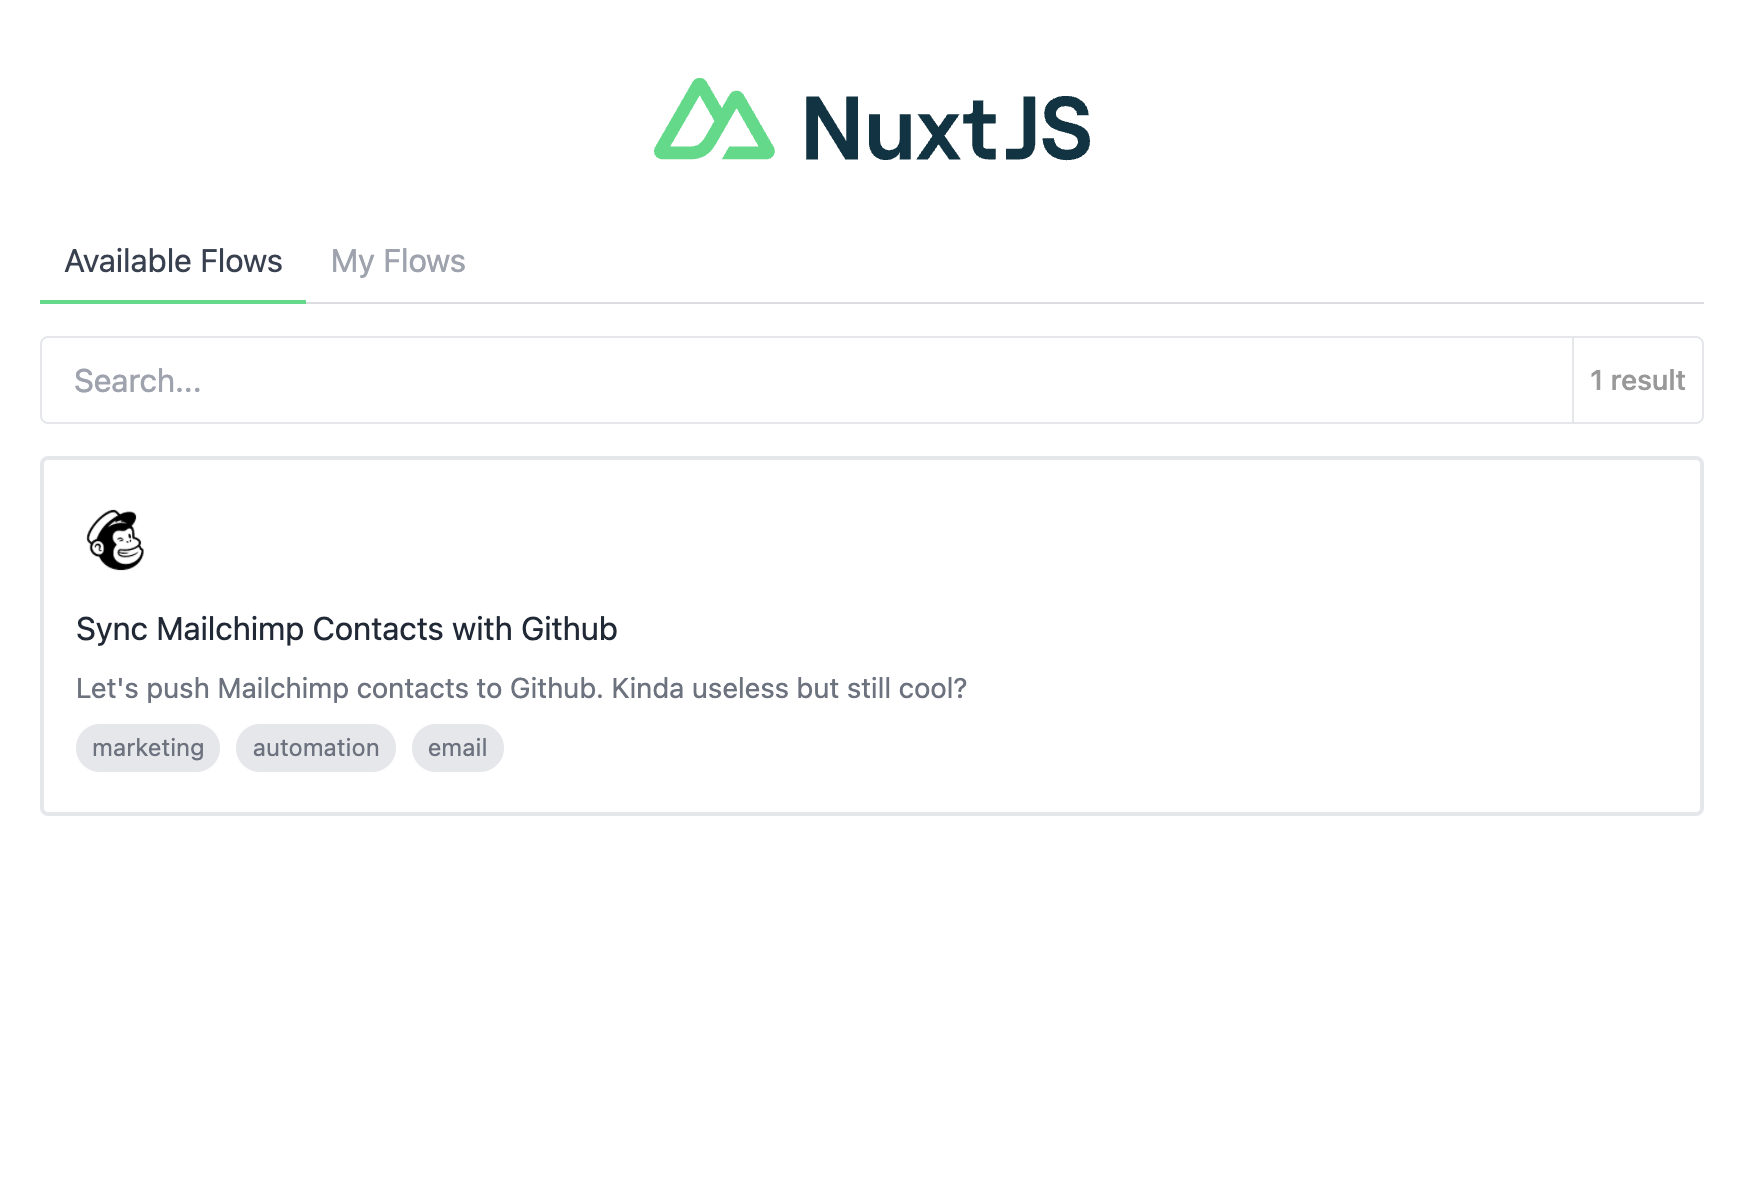 NuxtJS
Available Flows My Flows
Search... 1 result
Sync Mailchimp Contacts with Github
Let's push Mailchimp contacts to Github. Kinda useless but still cool?
marketing automation email